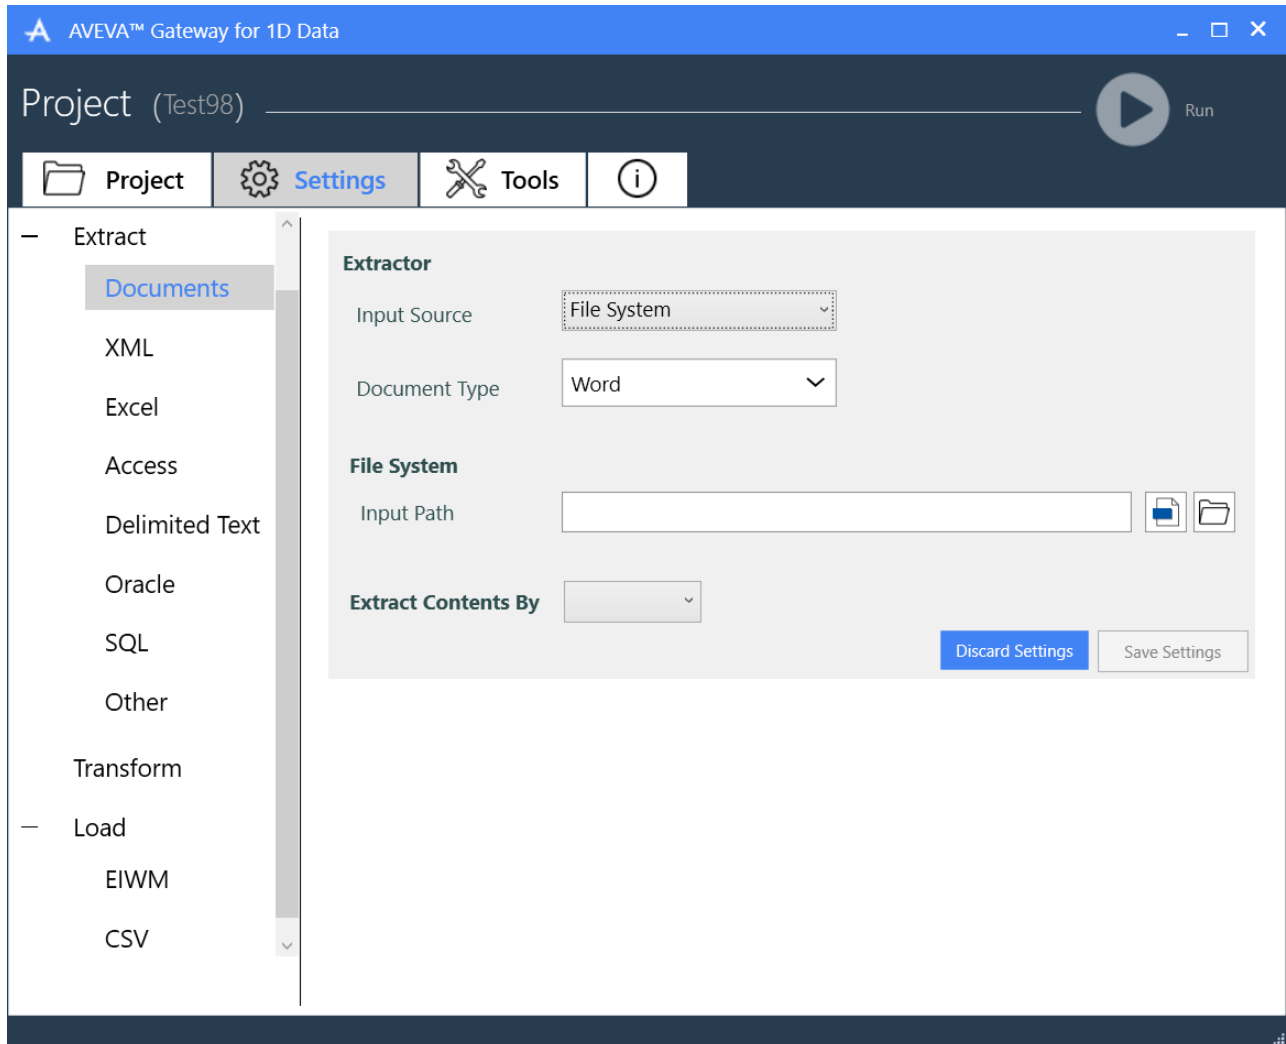 AVEVA™ Gateway for 1D Data
Project (Test98)
Run
Project
Settings
Tools
Extract
Documents
XML
Excel
Access
Delimited Text
Oracle
SQL
Other
Transform
Load
EIWM
CSV
Extractor
Input Source
File System
Document Type
Word
File System
Input Path
Extract Contents By
Discard Settings
Save Settings